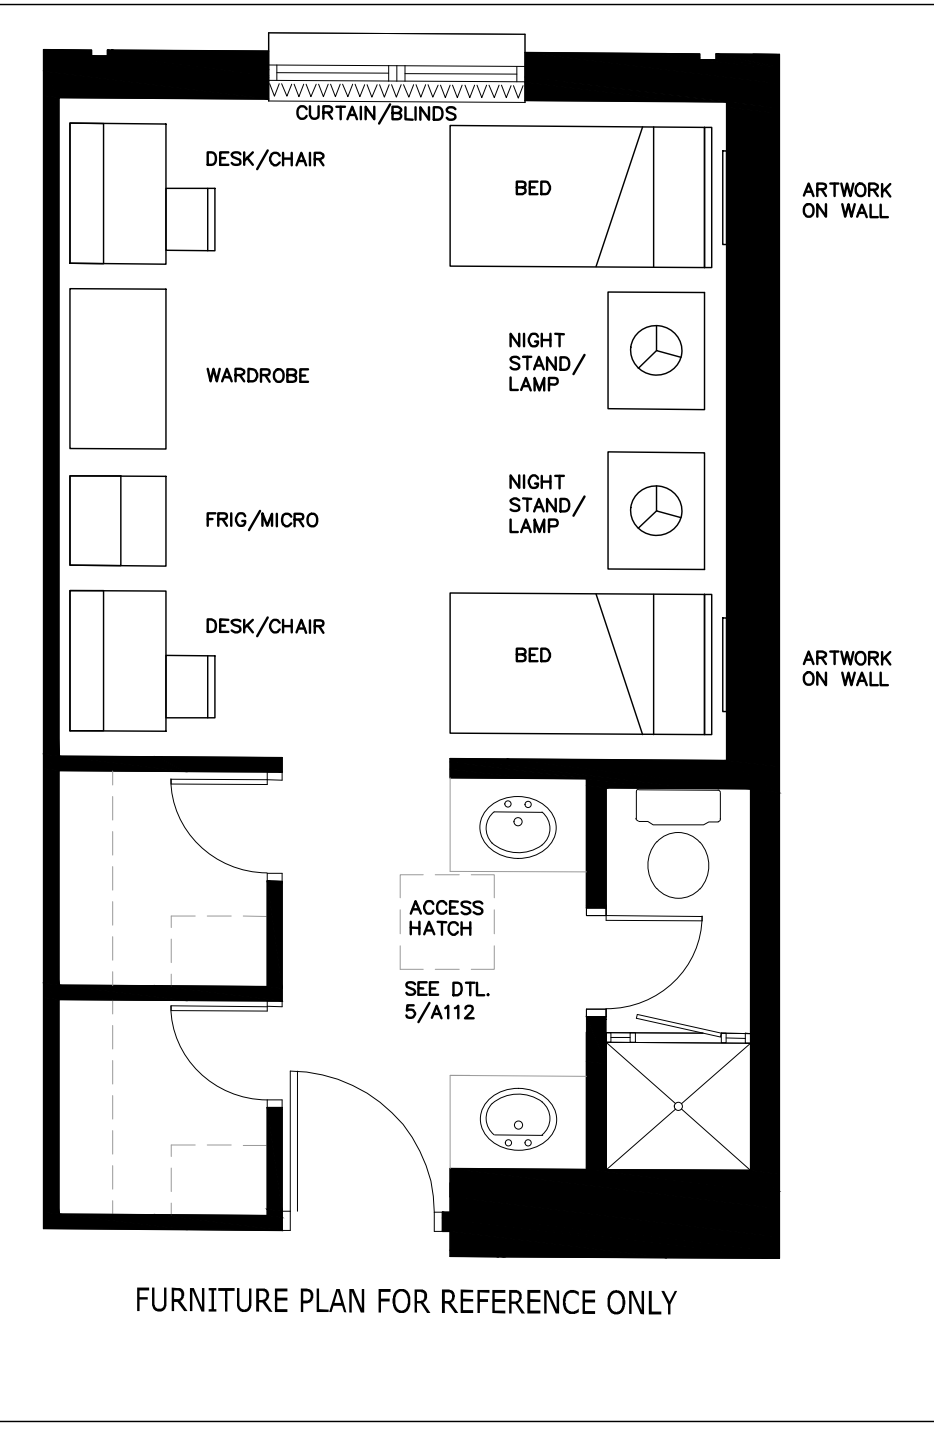 CURTAIN/BLINDS
DESK/CHAIR
BED
ARTWORK
ON WALL
NIGHT
STAND/
LAMP
WARDROBE
NIGHT
STAND/
LAMP
FRIG/MICRO
DESK/CHAIR
BED
ARTWORK
ON WALL
ACCESS
HATCH
SEE DTL.
5/A112
FURNITURE PLAN FOR REFERENCE ONLY